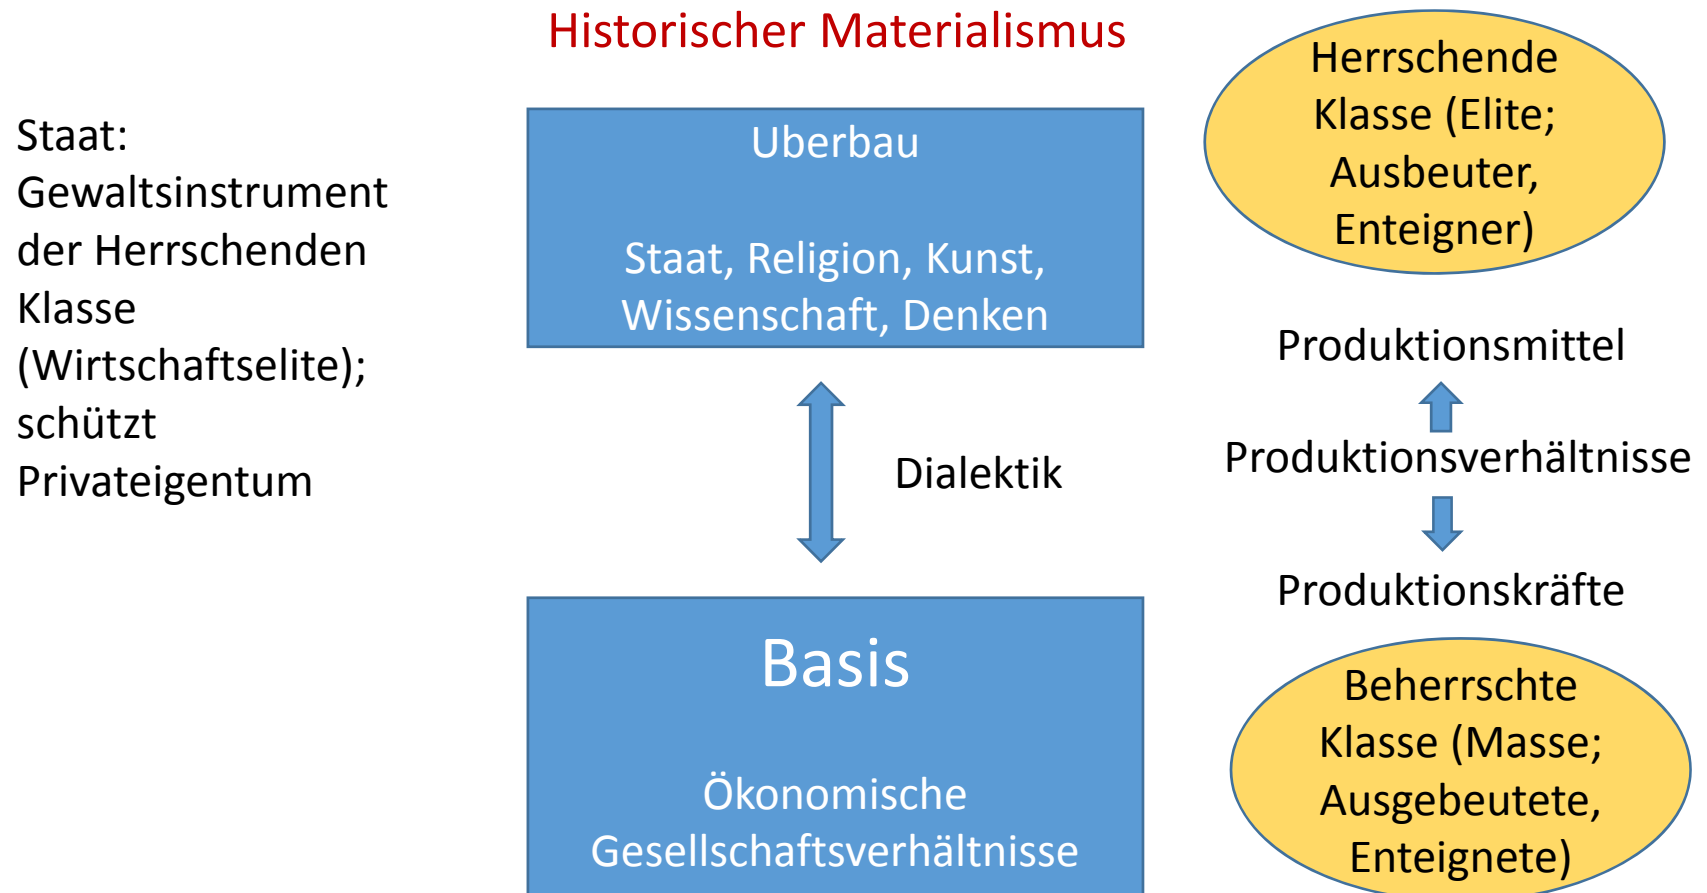 Historischer Materialismus
Staat:
Gewaltsinstrument
der Herrschenden
Klasse
(Wirtschaftselite);
schützt
Privateigentum
Uberbau
Staat, Religion, Kunst,
Wissenschaft, Denken
Dialektik
Basis
Ökonomische
Gesellschaftsverhältnisse
Herrschende
Klasse (Elite;
Ausbeuter,
Enteigner)
Produktionsmittel
Produktionsverhältnisse
Produktionskräfte
Beherrschte
Klasse (Masse;
Ausgebeutete,
Enteignete)